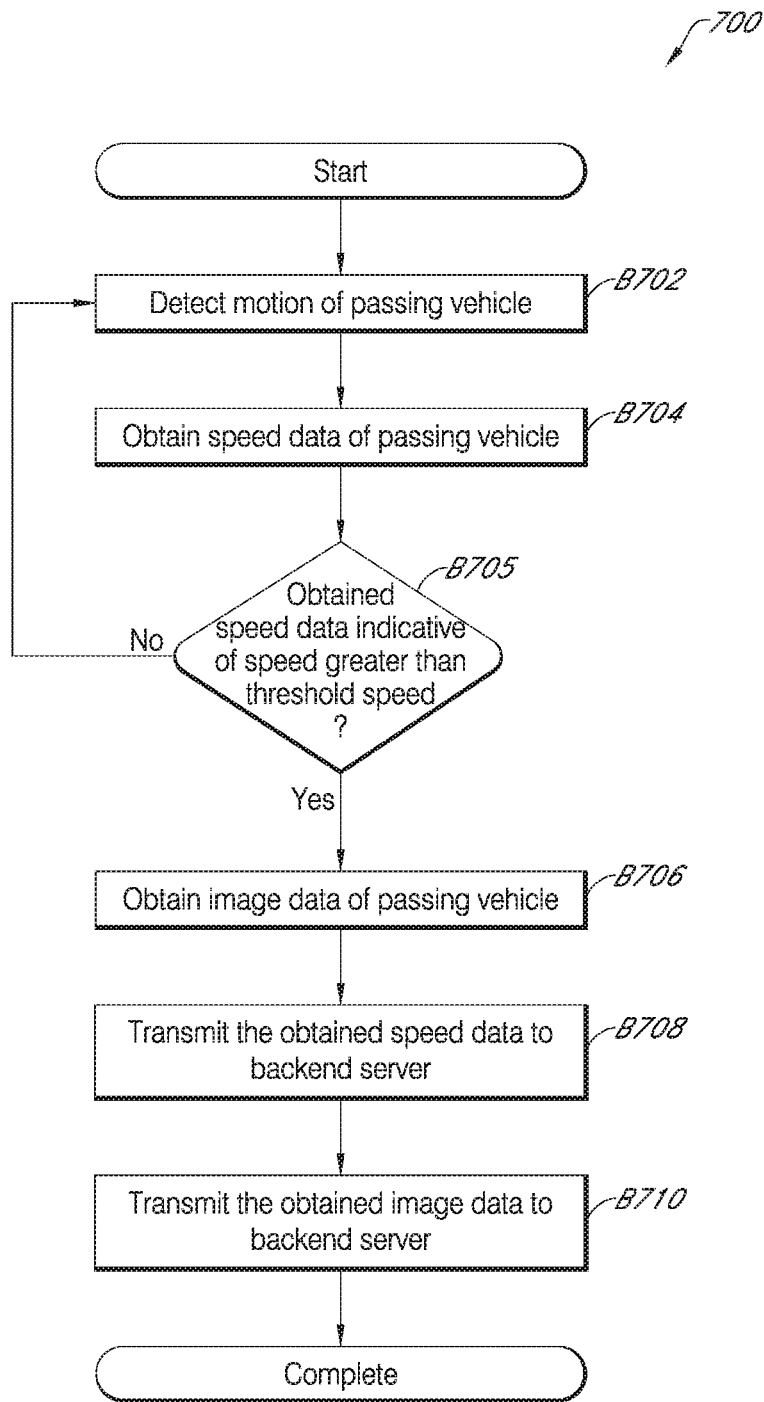 700
Start
B702
Detect motion of passing vehicle
B704
Obtain speed data of passing vehicle
B705
Obtained
speed data indicative
of speed greater than
threshold speed
?
No
Yes
B706
Obtain image data of passing vehicle
B708
Transmit the obtained speed data to
backend server
B710
Transmit the obtained image data to
backend server
Complete